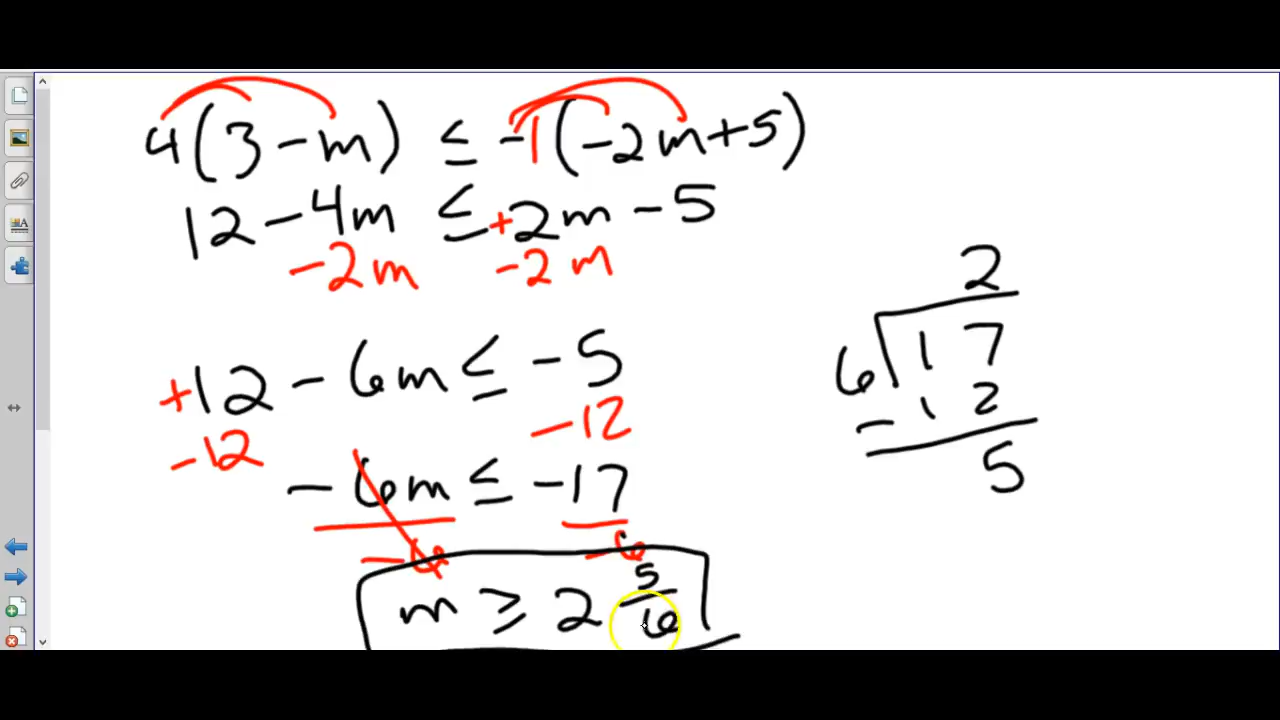 4(3-m) ≤ -1(-2m+5)
12-4m ≤ +2m-5
-2m -2m
+12-6m ≤ -5
-12 -12
-6m ≤ -17
-6 -6
m ≥ 2 5/6
2
6 17
-12
5